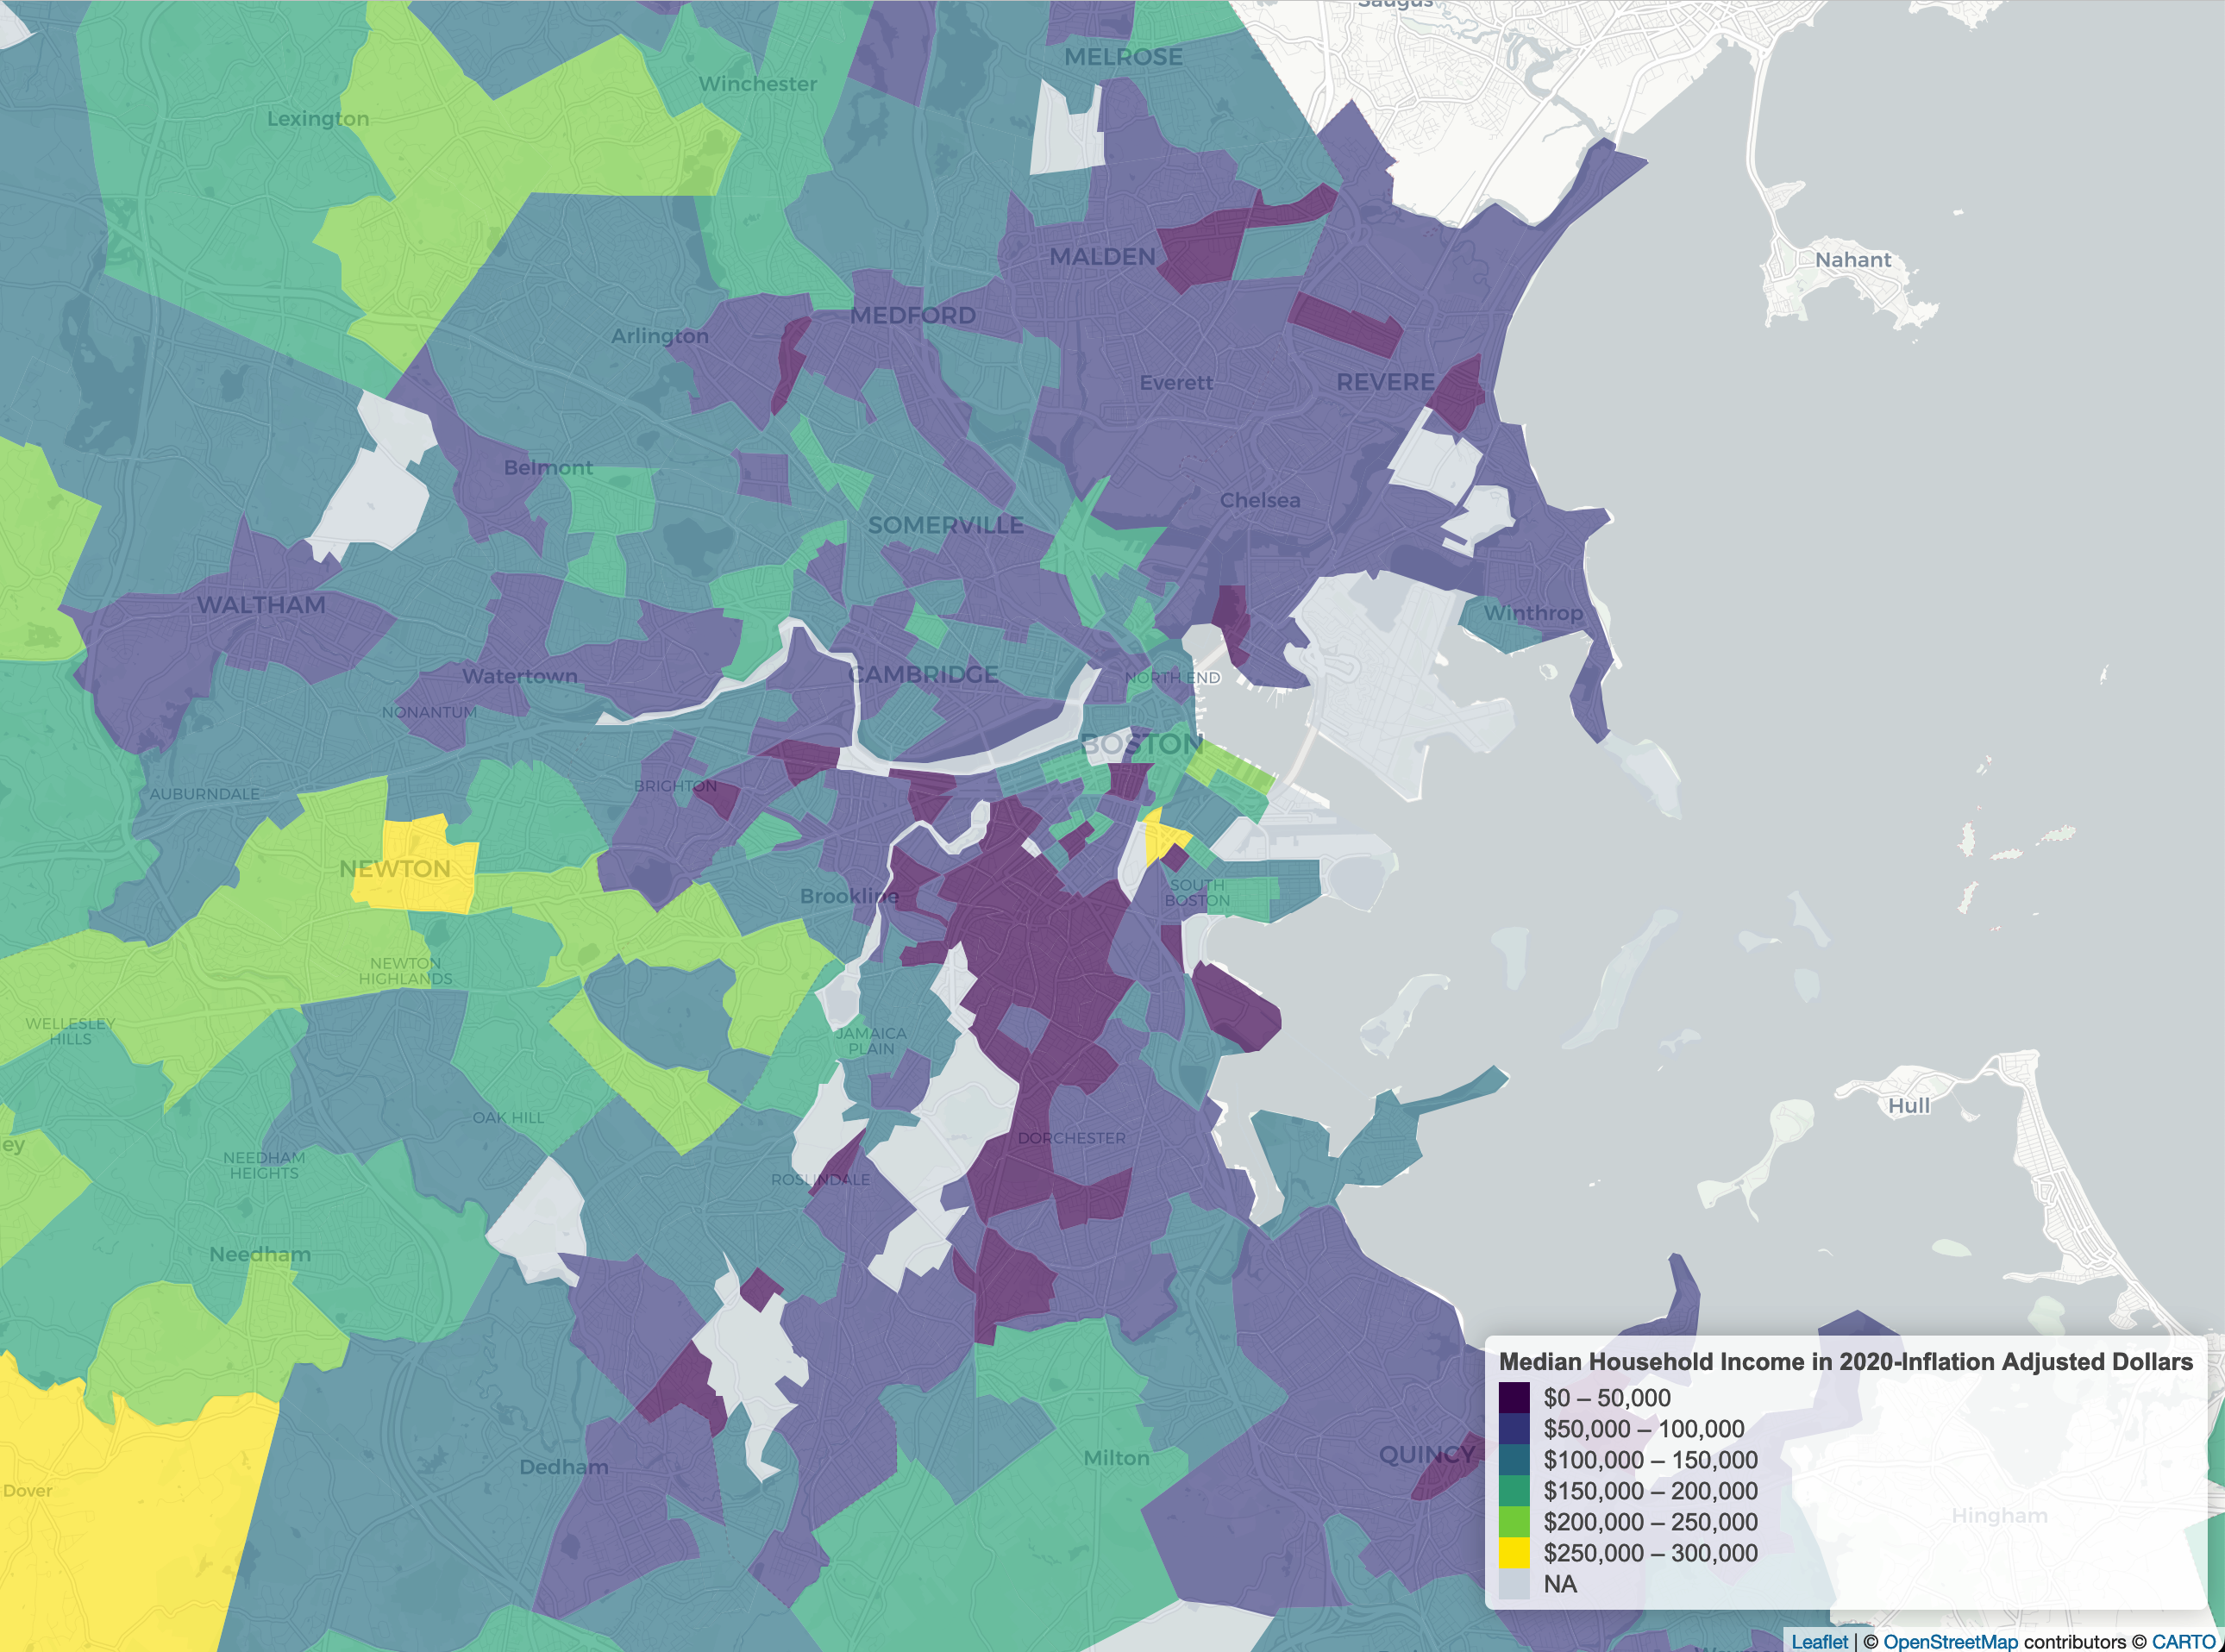 Saugus
MELROSE
Winchester
Lexington
MALDEN
Nahant
MEDFORD
Arlington
Everett
REVERE
Belmont
Chelsea
SOMERVILLE
WALTHAM
Winthrop
Watertown
CAMBRIDGE
NORTH END
NONANTUM
BOSTON
BRIGHTON
AUBURNDALE
NEWTON
Brookline
SOUTH
BOSTON
NEWTON
HIGHLANDS
WELLESLEY
HILLS
JAMAICA
PLAIN
Hull
OAK HILL
DORCHESTER
ley
NEEDHAM
HEIGHTS
ROSLINDALE
Needham
Median Household Income in 2020-Inflation Adjusted Dollars
$0 – 50,000
$50,000 – 100,000
$100,000 – 150,000
$150,000 – 200,000
$200,000 – 250,000
$250,000 – 300,000
NA
QUINCY
Milton
Dedham
Dover
Hingham
Leaflet | © OpenStreetMap contributors © CARTO